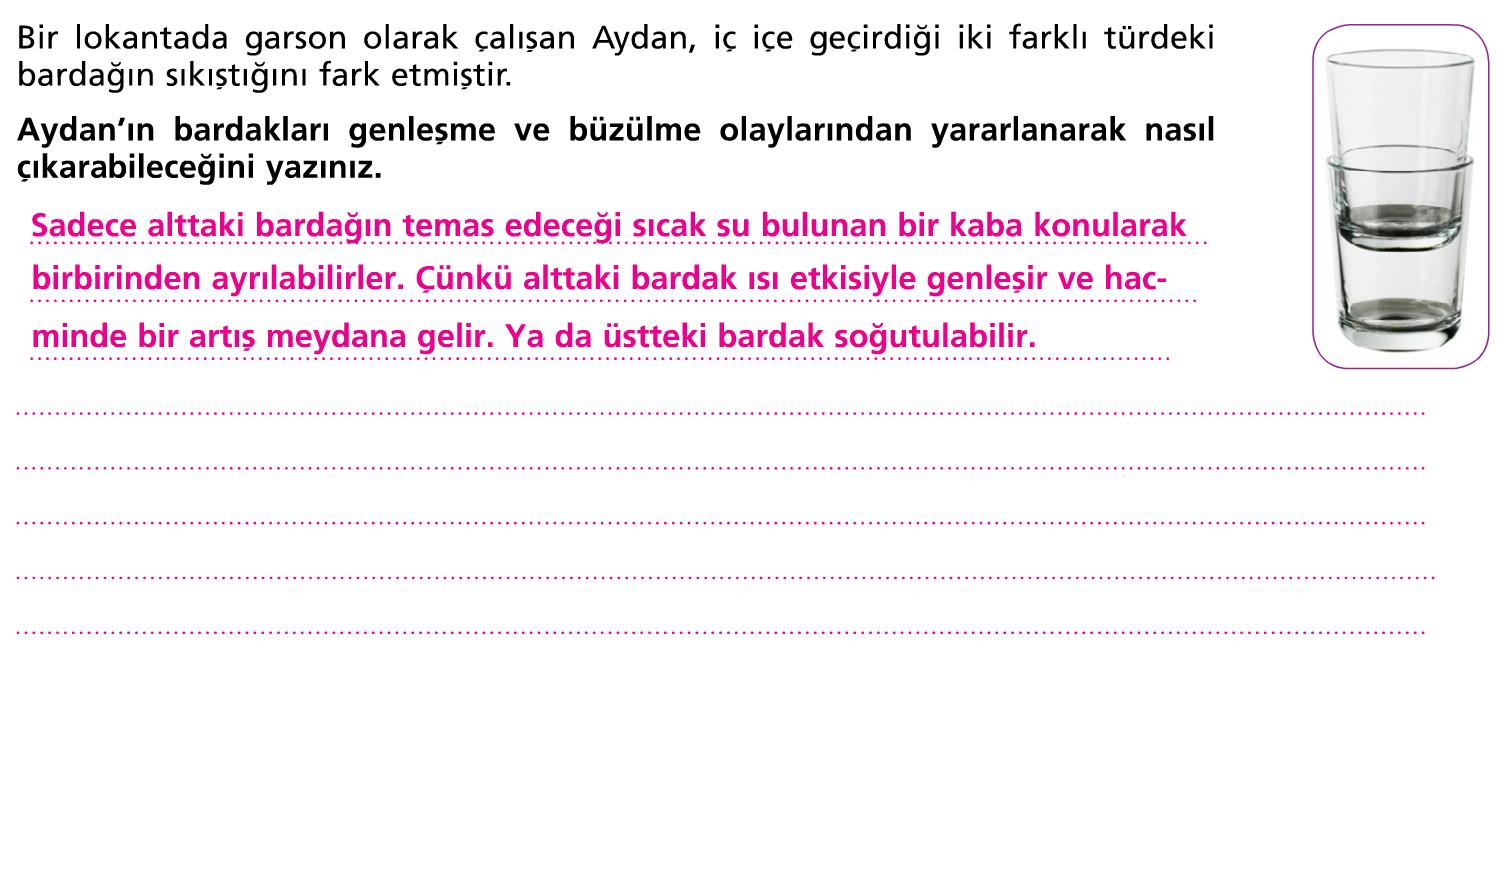 Bir lokantada garson olarak çalışan Aydan, iç içe geçirdiği iki farklı türdeki
bardağın sıkıştığını fark etmiştir.
Aydan’ın bardakları genleşme ve büzülme olaylarından yararlanarak nasıl
çıkarabileceğini yazınız.
Sadece alttaki bardağın temas edeceği sıcak su bulunan bir kaba konularak
birbirinden ayrılabilirler. Çünkü alttaki bardak ısı etkisiyle genleşir ve hac-
minde bir artış meydana gelir. Ya da üstteki bardak soğutulabilir.